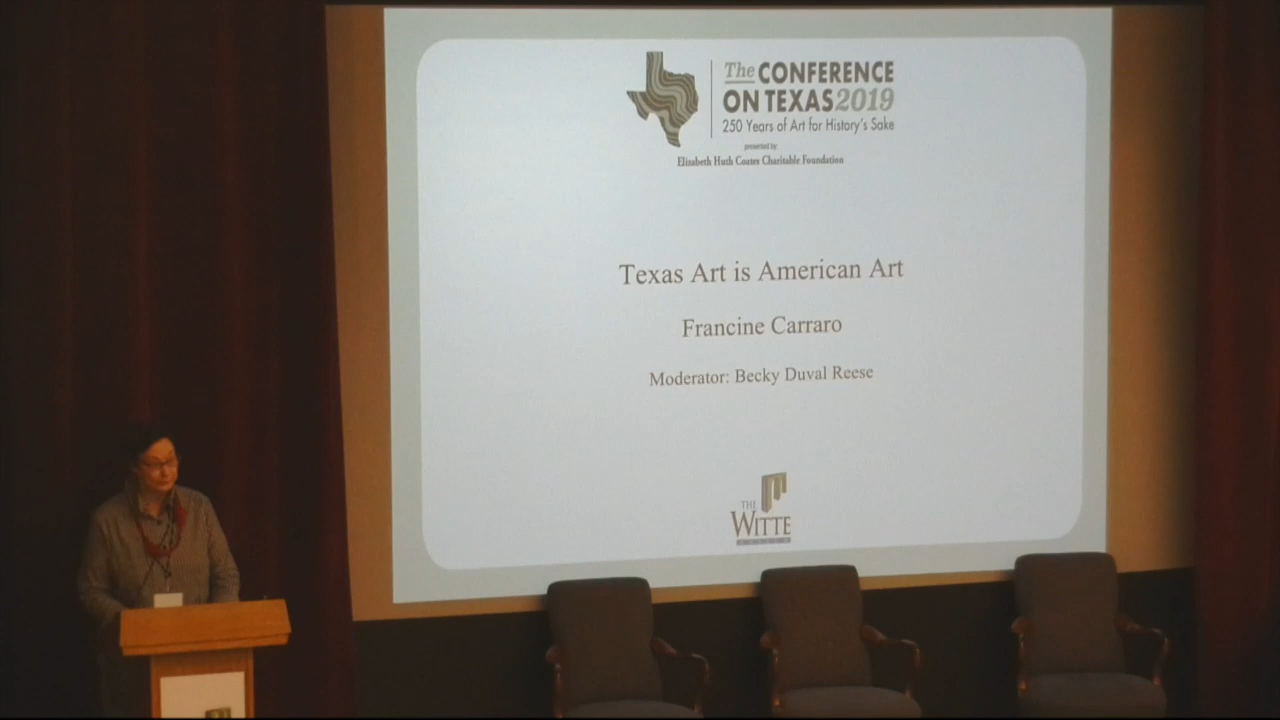 The CONFERENCE
ON TEXAS 2019
250 Years of Art for History's Sake
presented by
Elizabeth Huth Coates Charitable Foundation
Texas Art is American Art
Francine Carraro
Moderator: Becky Duval Reese
THE
WITTE